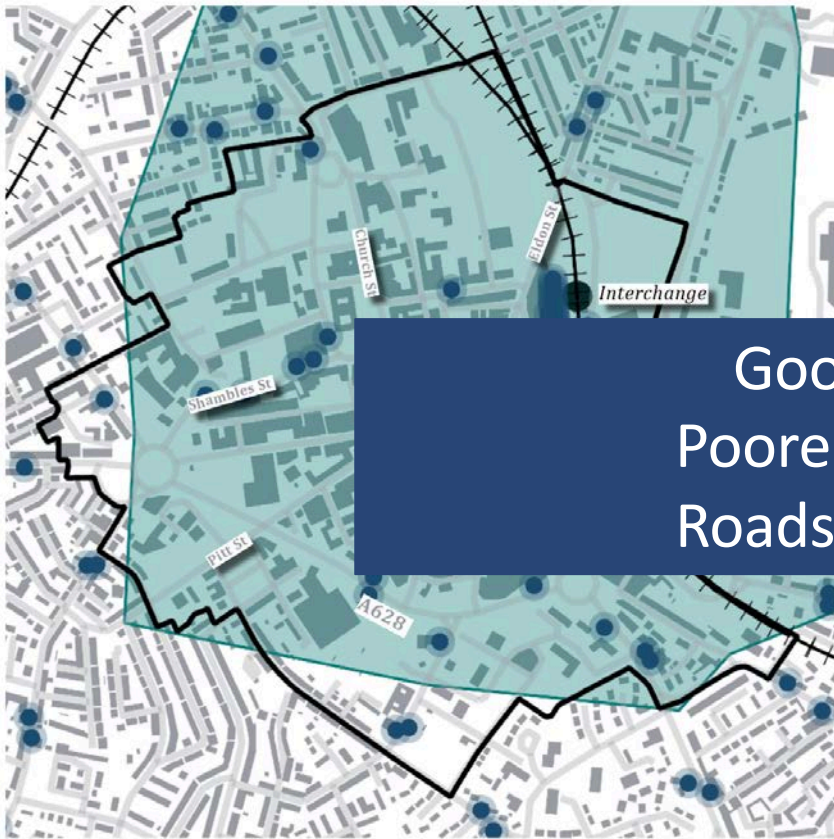 Eldon St
Church St
Interchange
Shambles St
Goo
Poore
Roads
Pitt St
A628